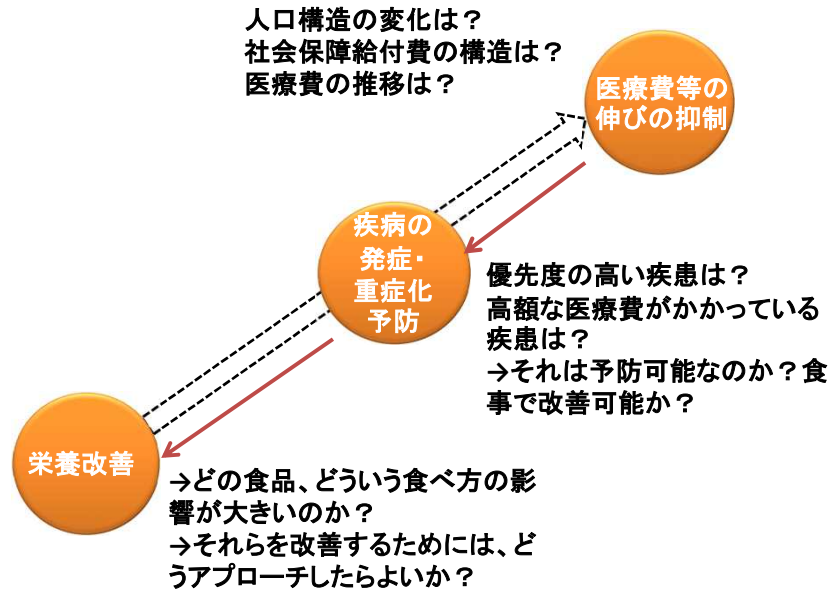 人口構造の変化は？
社会保障給付費の構造は？
医療費の推移は？
医療費等の
伸びの抑制
疾病の
発症・
重症化
予防
優先度の高い疾患は？
高額な医療費がかかっている
疾患は？
→それは予防可能なのか？食
事で改善可能か？
栄養改善
→どの食品、どういう食べ方の影
響が大きいのか？
→それらを改善するためには、ど
うアプローチしたらよいか？